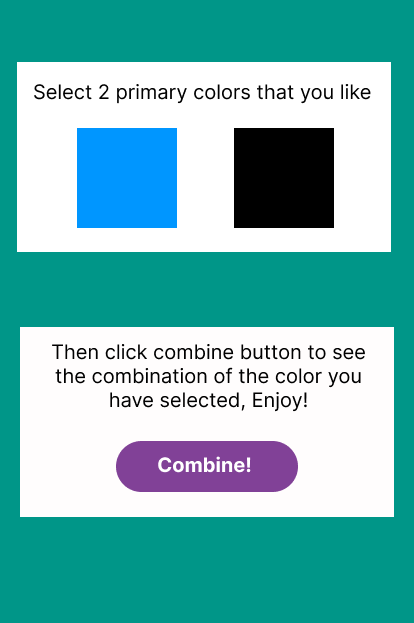 Select 2 primary colors that you like
Then click combine button to see
the combination of the color you
have selected, Enjoy!
Combine!